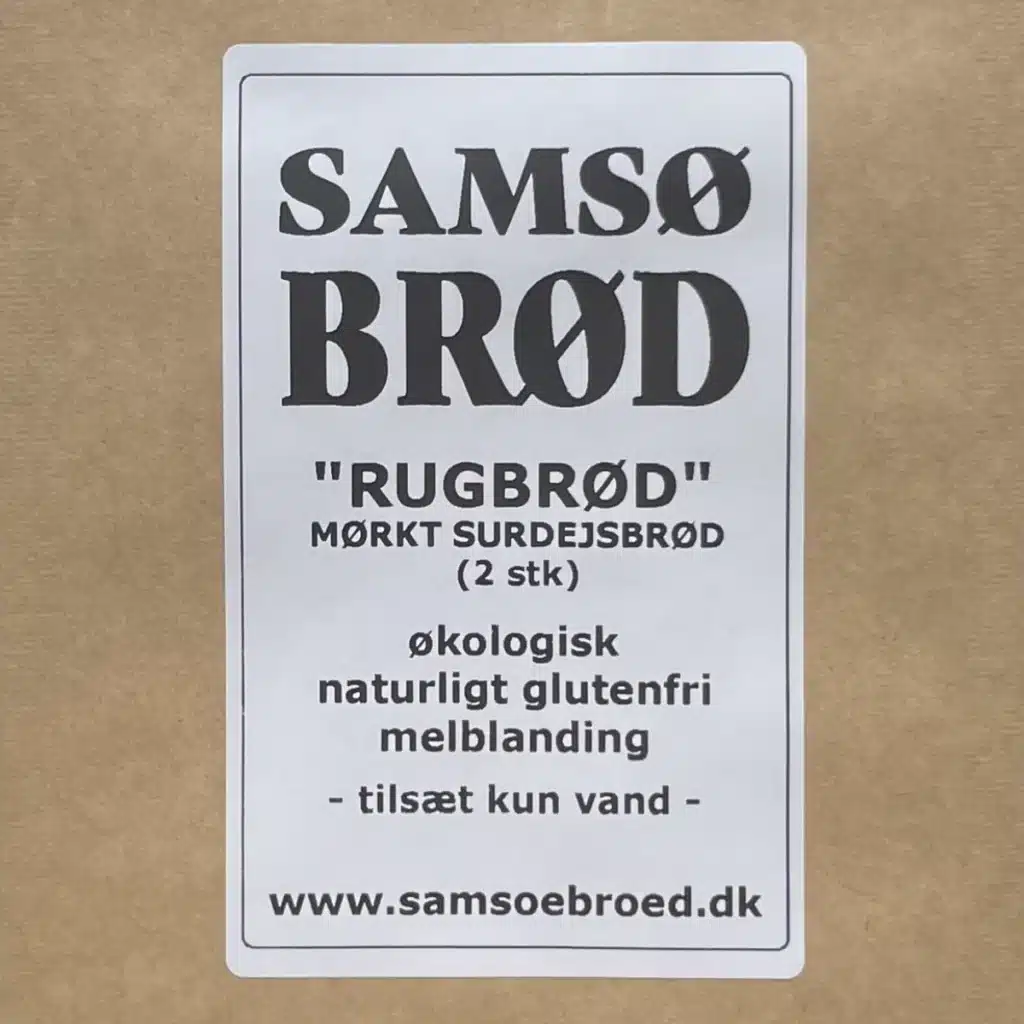 SAMSØ
BRØD
"RUGBRØD"
MØRKT SURDEJSBRØD
(2 stk)
økologisk
naturligt glutenfri
melblanding
- tilsæt kun vand -
www.samsoebroed.dk